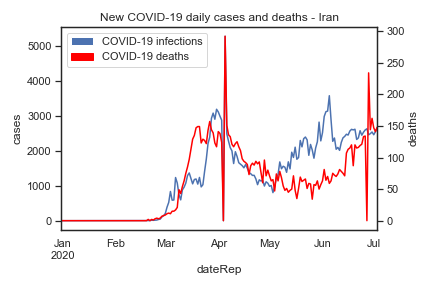 New COVID-19 daily cases and deaths - Iran
COVID-19 infections
COVID-19 deaths
5000
4000
3000
2000
1000
0
cases
300
250
200
150
100
50
0
deaths
Jan Feb Mar Apr May Jun Jul
2020
dateRep